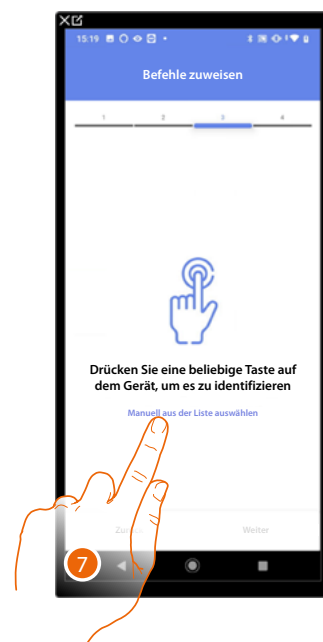 15:19
Befehle zuweisen
1 2 3 4
Drücken Sie eine beliebige Taste auf
dem Gerät, um es zu identifizieren
Manuell aus der Liste auswählen
Weiter
7